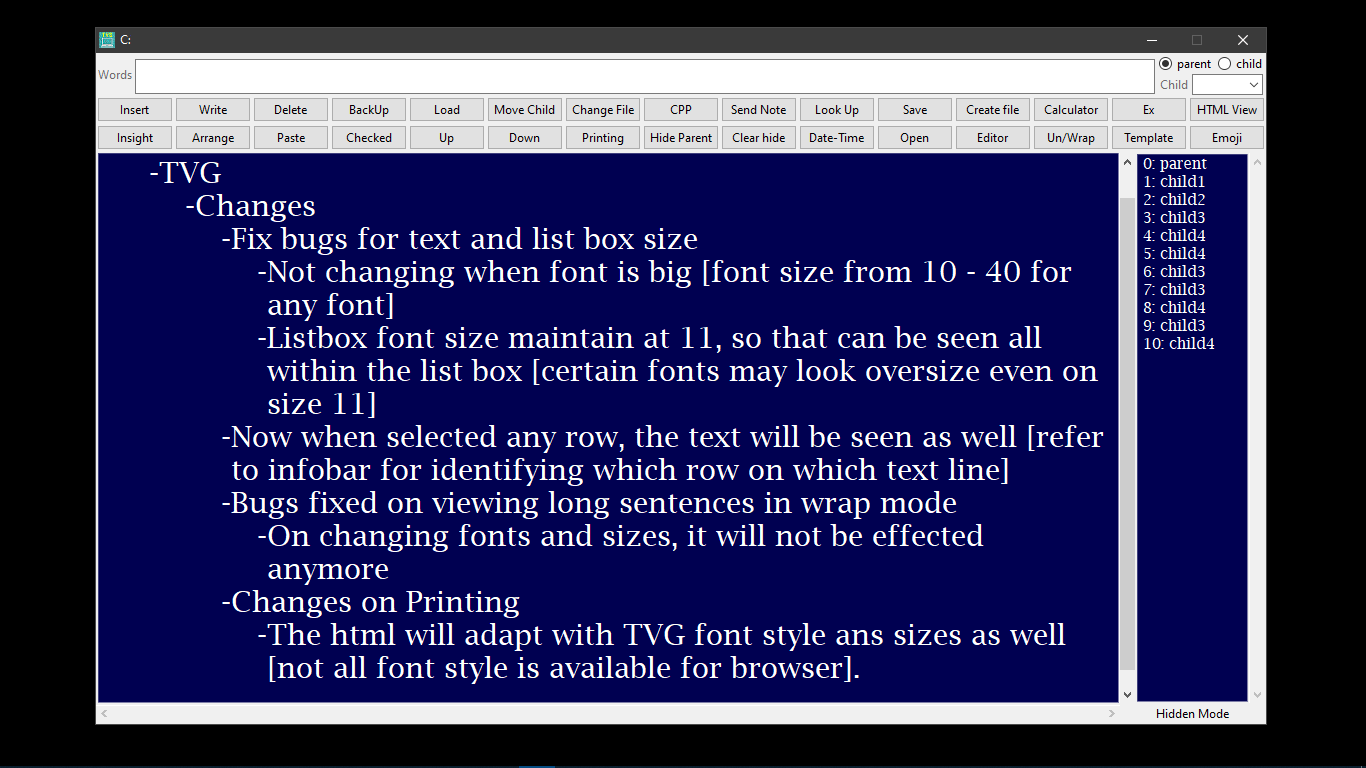 C:
Words
parent child
Child
Insert Write Delete BackUp Load Move Child Change File CPP Send Note Look Up Save Create file Calculator Ex HTML View
Insight Arrange Paste Checked Up Down Printing Hide Parent Clear hide Date-Time Open Editor Un/Wrap Template Emoji
-TVG
-Changes
-Fix bugs for text and list box size
-Not changing when font is big [font size from 10 - 40 for
any font]
-Listbox font size maintain at 11, so that can be seen all
within the list box [certain fonts may look oversize even on
size 11]
-Now when selected any row, the text will be seen as well [refer
to infobar for identifying which row on which text line]
-Bugs fixed on viewing long sentences in wrap mode
-On changing fonts and sizes, it will not be effected
anymore
-Changes on Printing
-The html will adapt with TVG font style ans sizes as well
[not all font style is available for browser].
0: parent
1: child1
2: child2
3: child3
4: child4
5: child4
6: child3
7: child3
8: child4
9: child3
10: child4
Hidden Mode